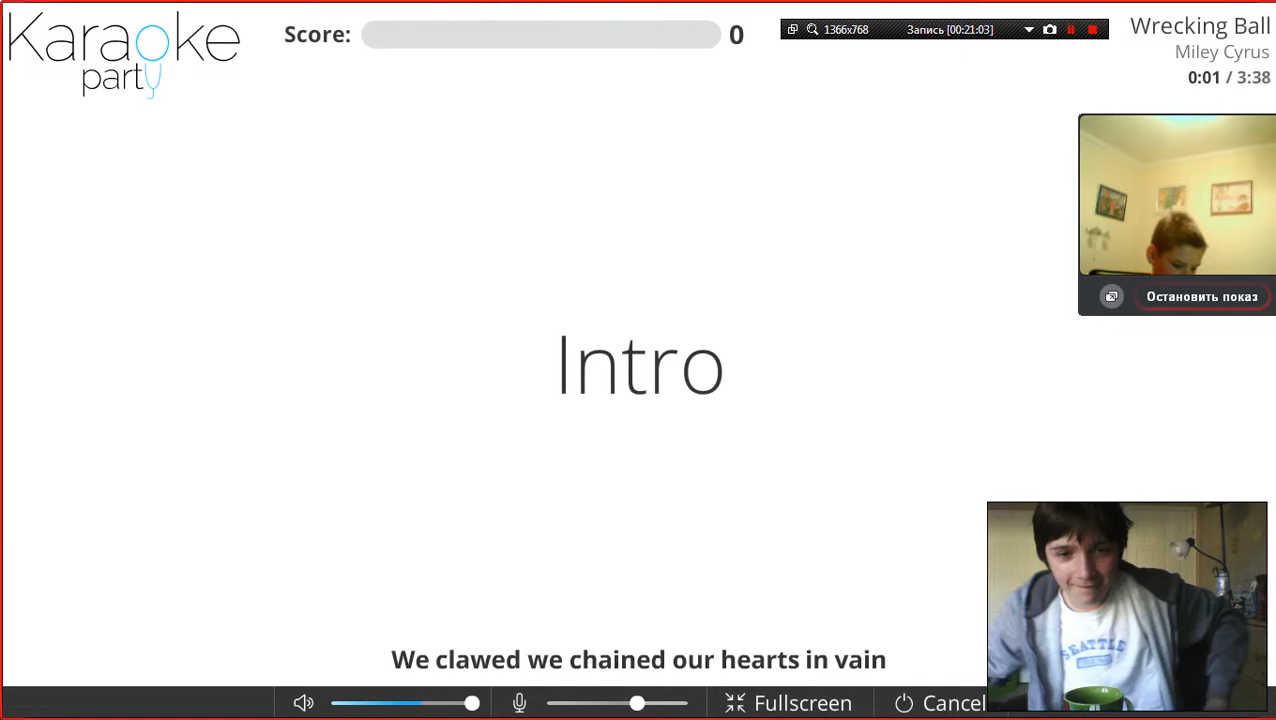 Karaoke
party
Score: 0
1366x768 Запись [00:21:03]
Wrecking Ball
Miley Cyrus
0:01 / 3:38
Остановить показ
Intro
SEATTLE
We clawed we chained our hearts in vain
Fullscreen
Cancel